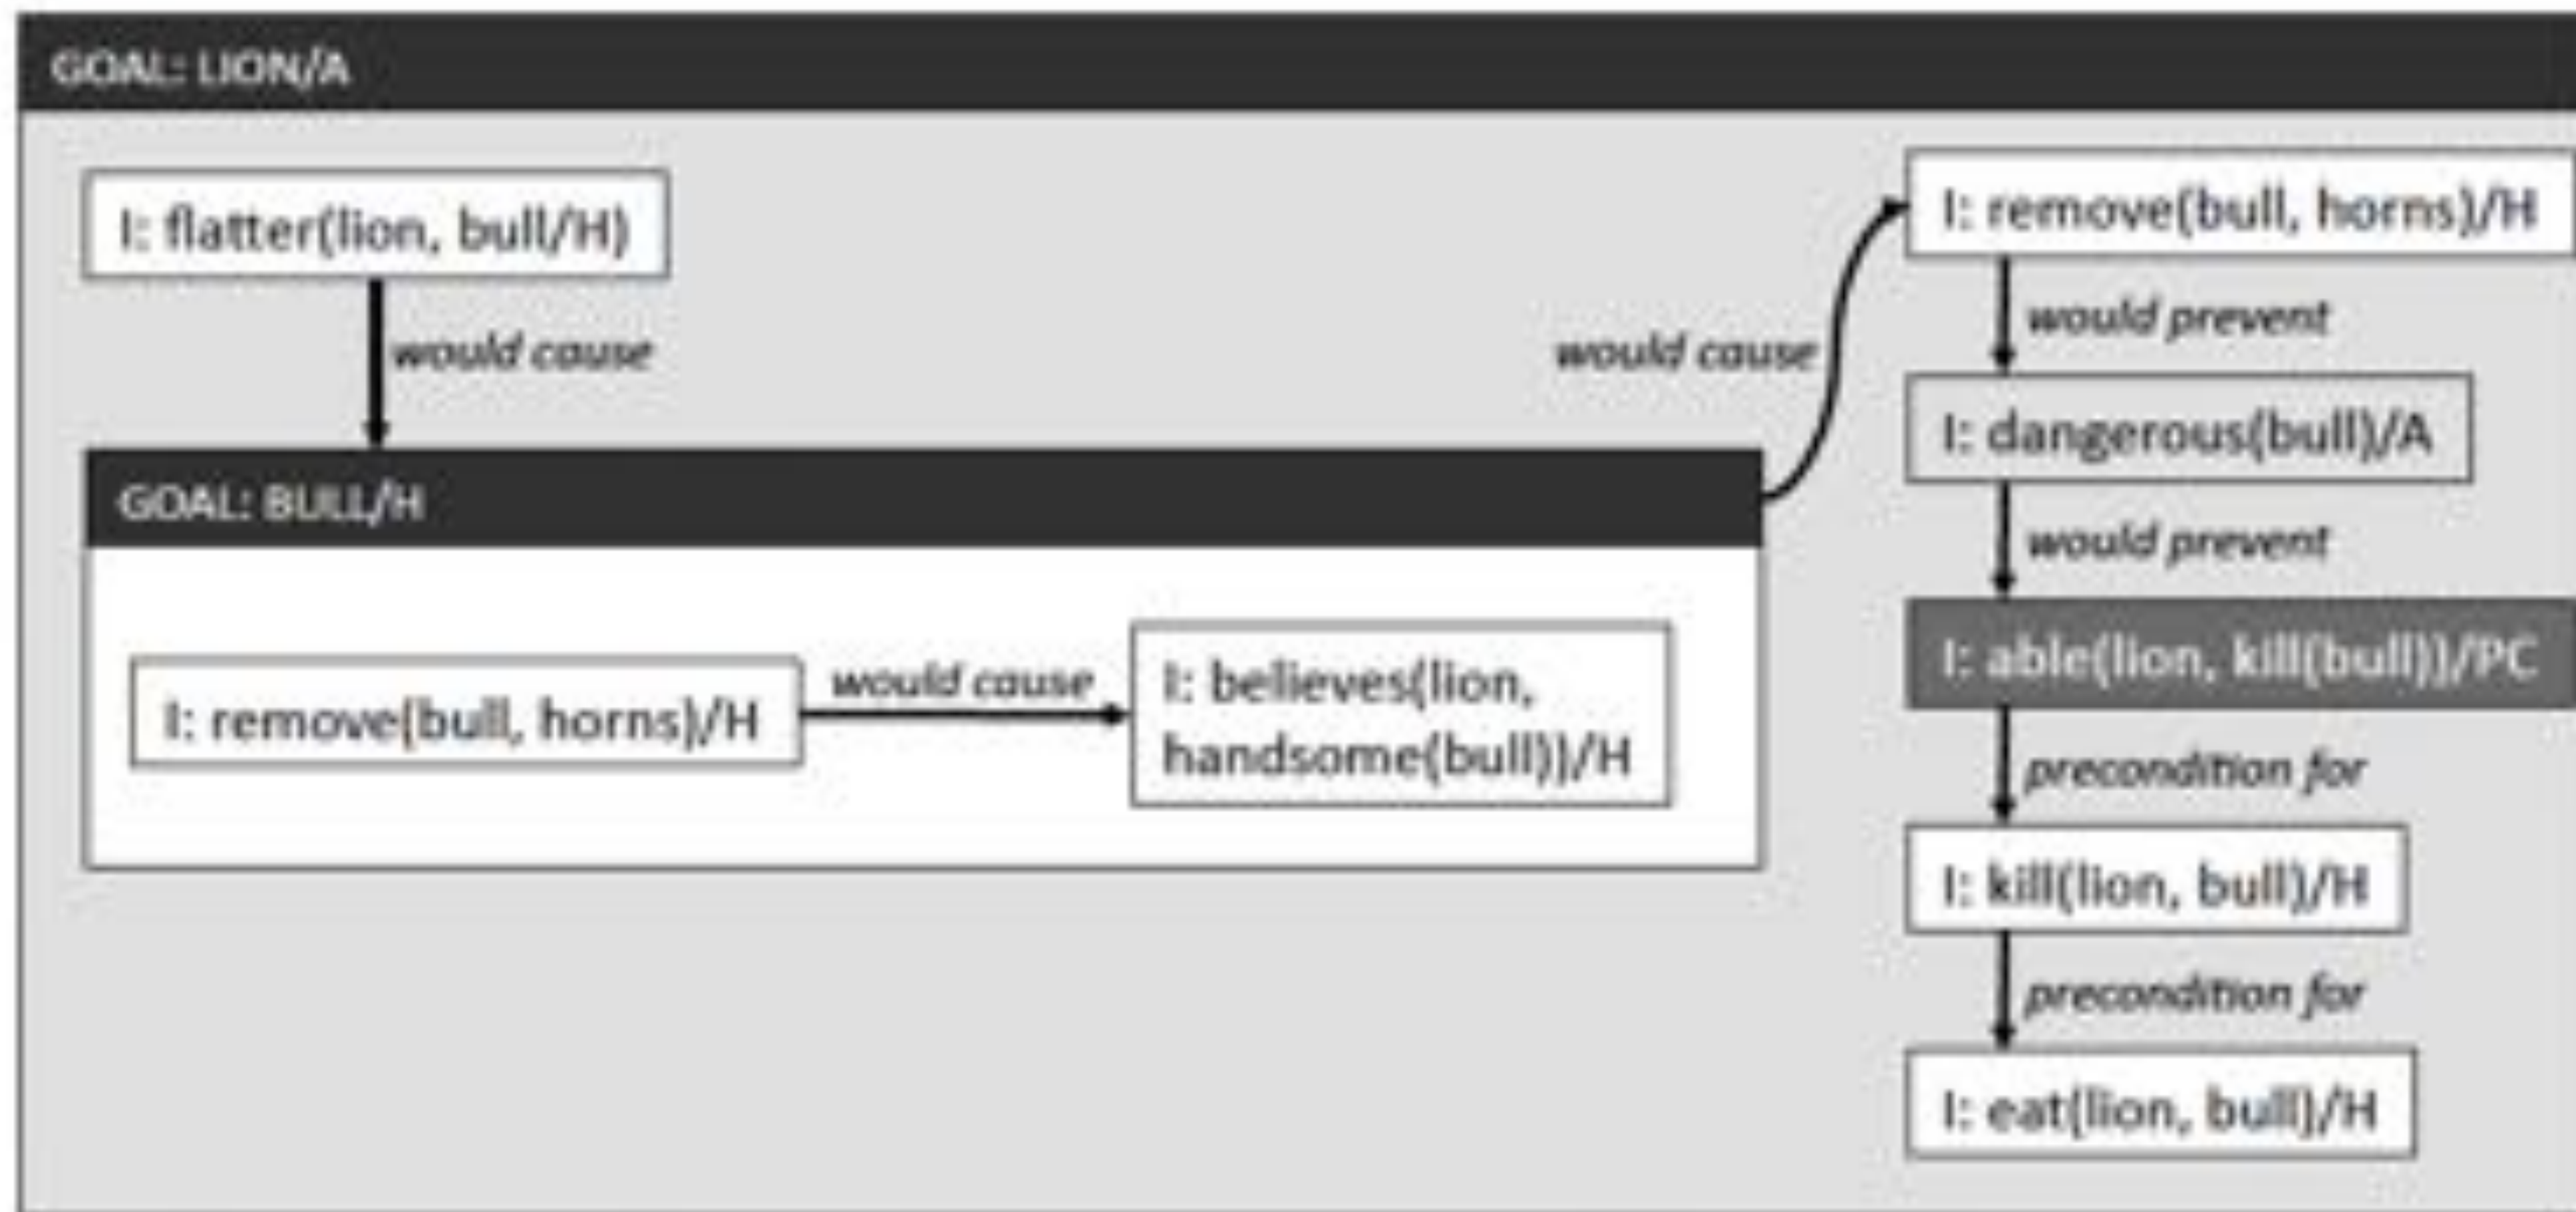 GOAL: LION/A
I: flatter(lion, bull/H)
would cause
GOAL: BULL/H
I: remove(bull, horns)/H
would cause
I: believes(lion,
handsome(bull))/H
would cause
I: remove(bull, horns)/H
would prevent
I: dangerous(bull)/A
would prevent
I: able(lion, kill(bull))/PC
precondition for
I: kill(lion, bull)/H
precondition for
I: eat(lion, bull)/H